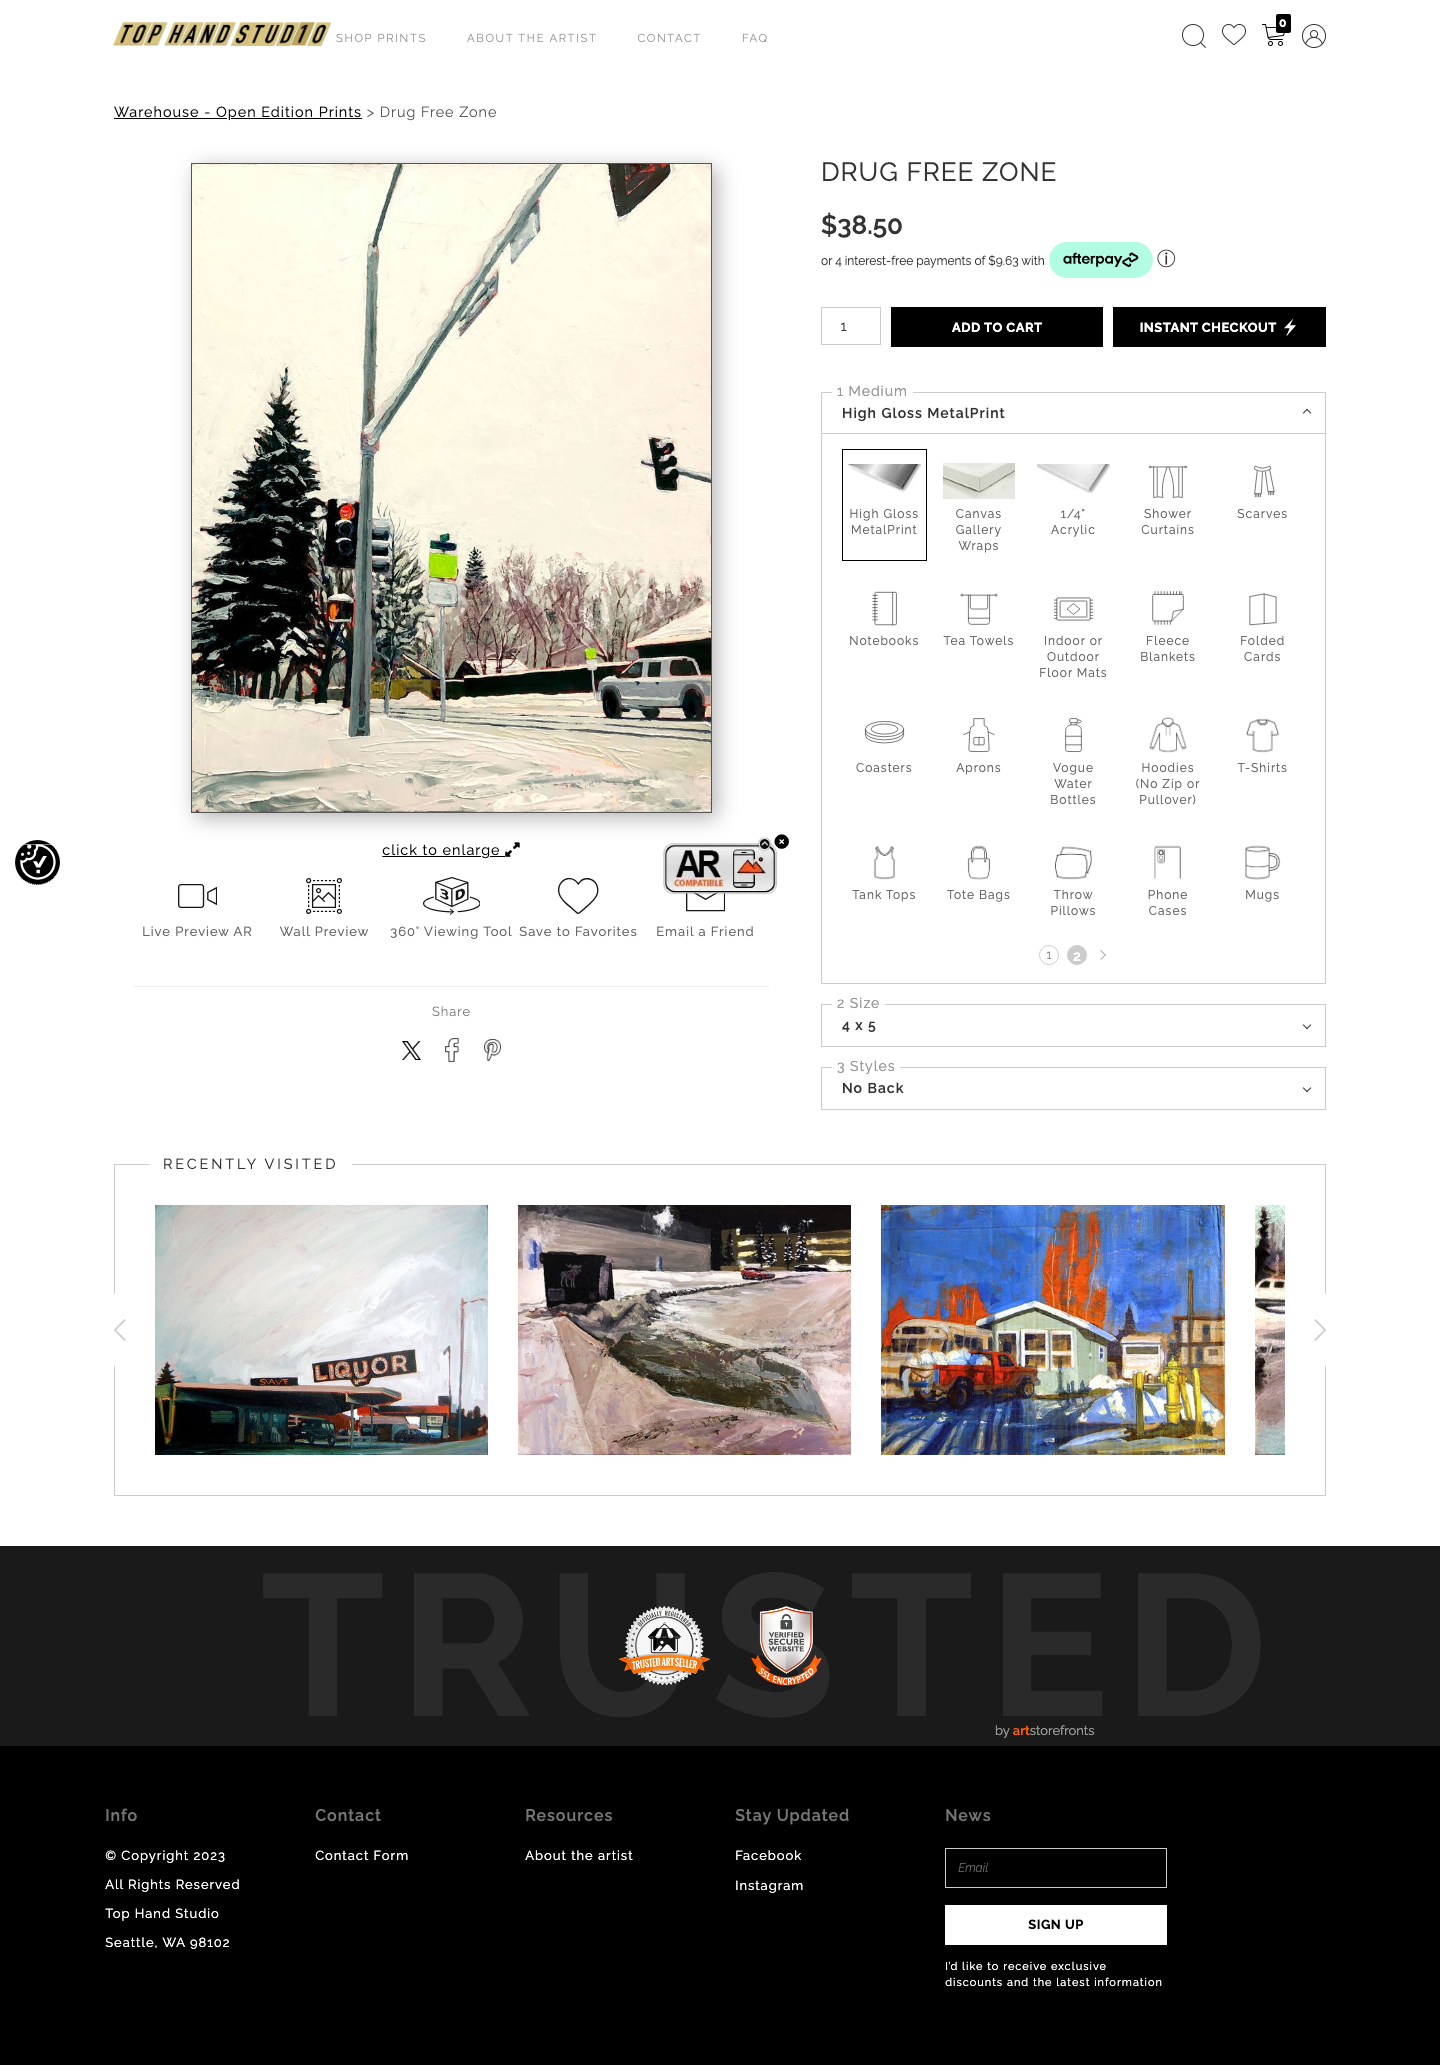 TOP HAND STUD10
SHOP PRINTS
ABOUT THE ARTIST
CONTACT
FAQ
0
Warehouse - Open Edition Prints > Drug Free Zone
DRUG FREE ZONE
$38.50
or 4 interest-free payments of $9.63 with afterpay
1
ADD TO CART
INSTANT CHECKOUT
1 Medium
High Gloss MetalPrint
High Gloss
MetalPrint
Canvas
Gallery
Wraps
1/4"
Acrylic
Shower
Curtains
Scarves
Notebooks
Tea Towels
Indoor or
Outdoor
Floor Mats
Fleece
Blankets
Folded
Cards
Coasters
Aprons
Vogue
Water
Bottles
Hoodies
(No Zip or
Pullover)
T-Shirts
Tank Tops
Tote Bags
Throw
Pillows
Phone
Cases
Mugs
1
2
2 Size
4 x 5
3 Styles
No Back
click to enlarge
AR
COMPATIBLE
3D
Live Preview AR
Wall Preview
360° Viewing Tool
Save to Favorites
Email a Friend
Share
RECENTLY VISITED
SAVE
LIQUOR
TRUSTED
OFFICIALLY REGISTERED
TRUSTED ART SELLER
VERIFIED
SECURE
WEBSITE
SSL ENCRYPTED
by artstorefronts
Info
© Copyright 2023
All Rights Reserved
Top Hand Studio
Seattle, WA 98102
Contact
Contact Form
Resources
About the artist
Stay Updated
Facebook
Instagram
News
Email
SIGN UP
I'd like to receive exclusive
discounts and the latest information